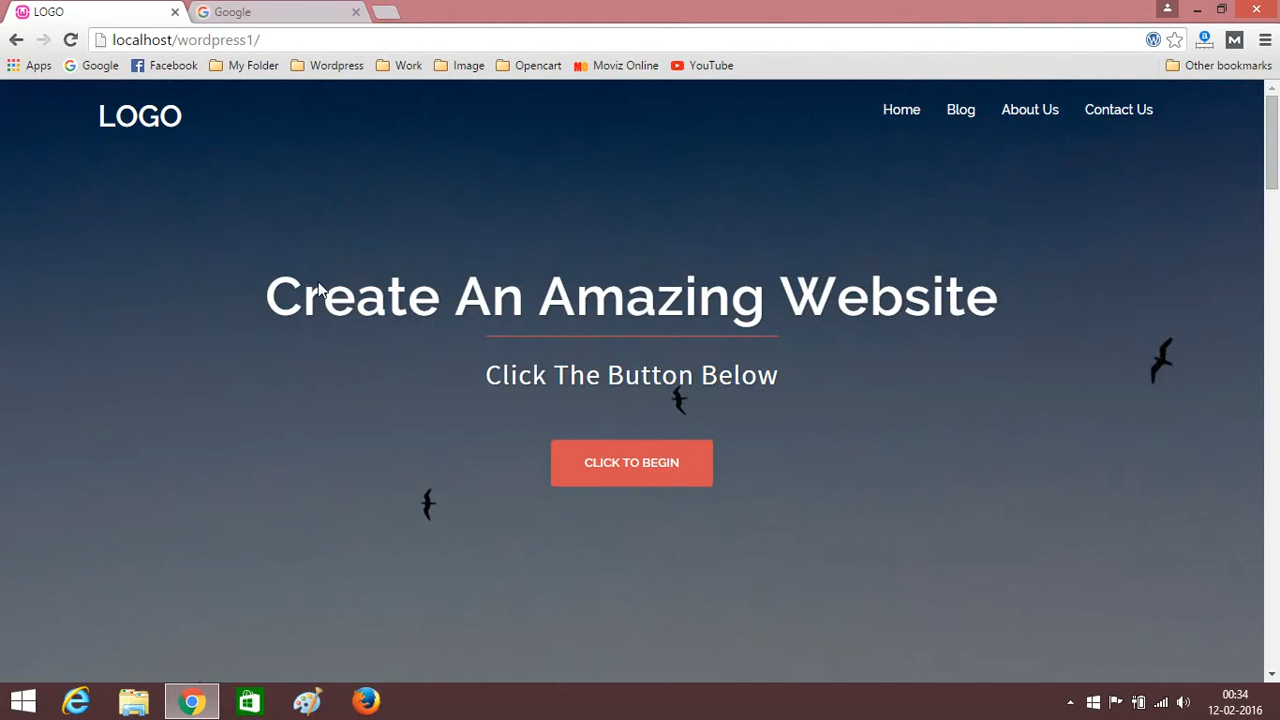 LOGO
Google
localhost/wordpress1/
Apps Google Facebook My Folder Wordpress Work Image Opencart Moviz Online YouTube Other bookmarks
LOGO
Home Blog About Us Contact Us
Create An Amazing Website
Click The Button Below
CLICK TO BEGIN
00:34
12-02-2016